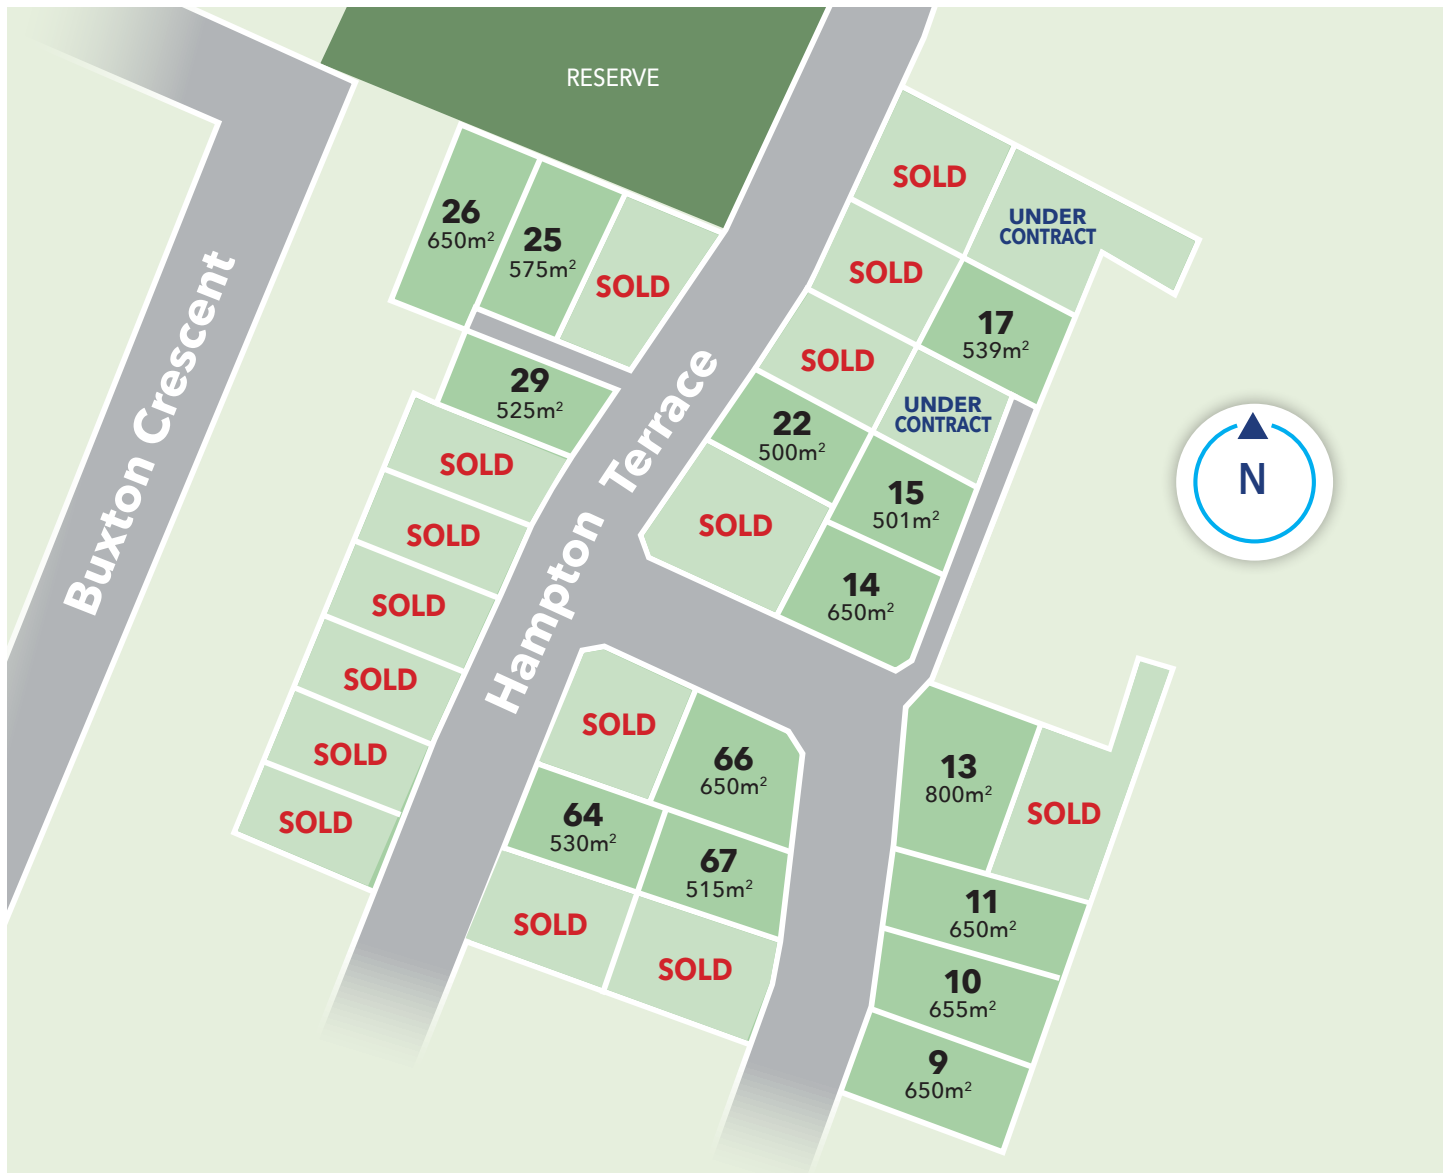 RESERVE
SOLD
UNDER
CONTRACT
26
650m²
25
575m²
SOLD
SOLD
17
539m²
SOLD
29
525m²
UNDER
CONTRACT
22
500m²
15
501m²
SOLD
14
650m²
N
Buxton Crescent
Hampton Terrace
SOLD
SOLD
SOLD
SOLD
SOLD
SOLD
SOLD
66
650m²
64
530m²
67
515m²
SOLD
SOLD
13
800m²
SOLD
11
650m²
10
655m²
9
650m²